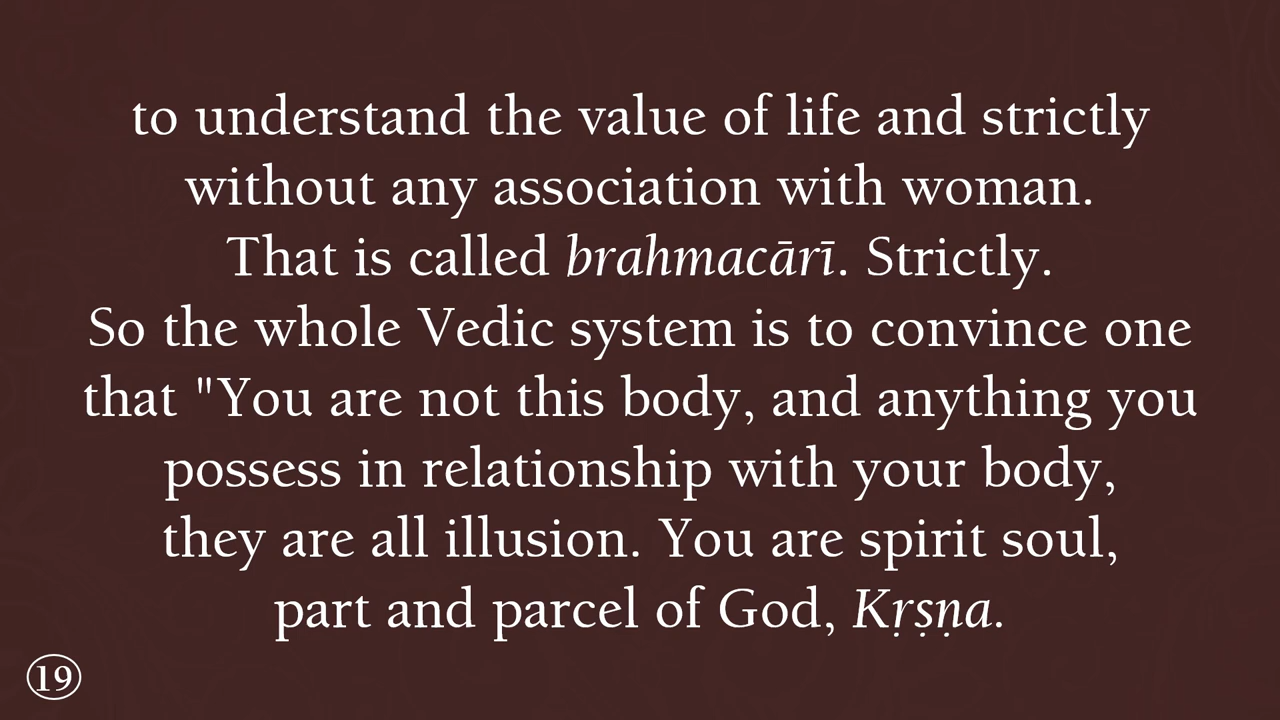 to understand the value of life and strictly
without any association with woman.
That is called brahmacārī. Strictly.
So the whole Vedic system is to convince one
that "You are not this body, and anything you
possess in relationship with your body,
they are all illusion. You are spirit soul,
part and parcel of God, Kṛṣṇa.
19